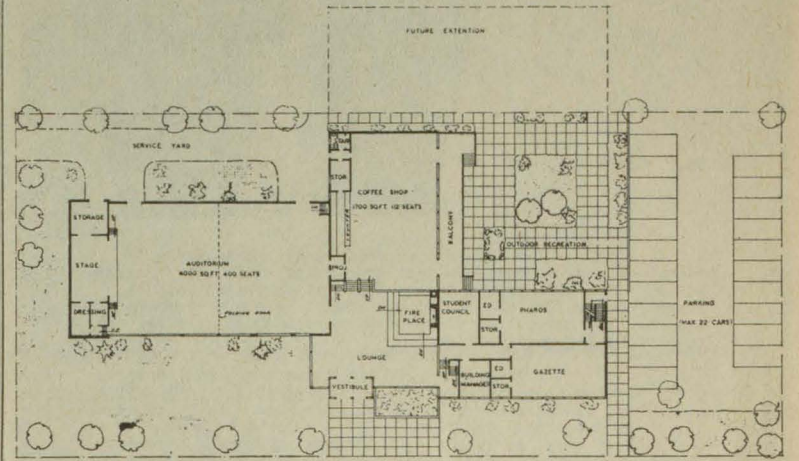 FUTURE EXTENTION
SERVICE YARD
STOR
COFFEE SHOP
1700 SQ.FT. 112 SEATS
COUNTER
BALCONY
STORAGE
STAGE
AUDITORIUM
4000 SQ.FT. 400 SEATS
OUTDOOR RECREATION
DRESSING
FOLDING DOOR
FIRE
PLACE
STUDENT
COUNCIL
ED
STOR
PHAROS
PARKING
(MAX 22 CARS)
LOUNGE
VESTIBULE
BUILDING
MANAGER
ED
STOR
GAZETTE